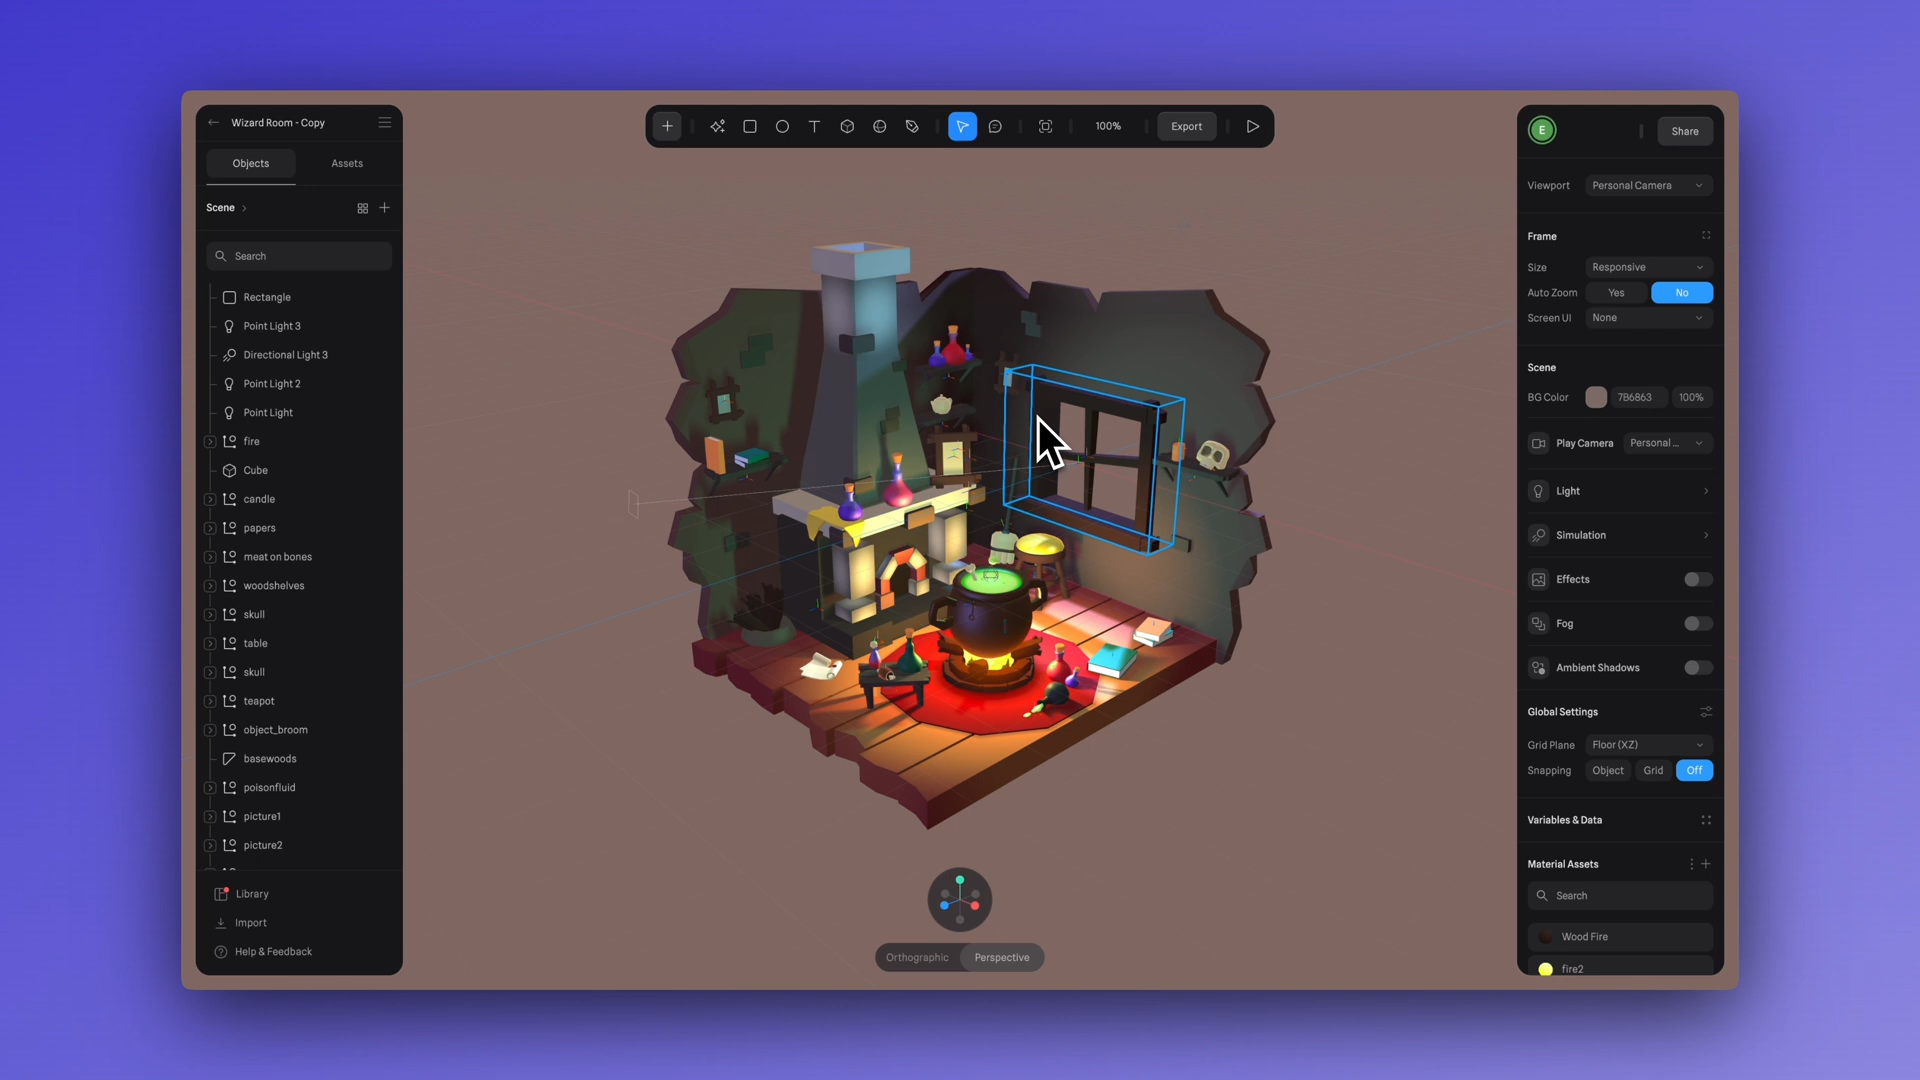 Wizard Room - Copy
Objects
Assets
Scene
Search
Rectangle
Point Light 3
Directional Light 3
Point Light 2
Point Light
fire
Cube
candle
papers
meat on bones
woodshelves
skull
table
skull
teapot
object_broom
basewoods
poisonfluid
picture1
picture2
Library
Import
Help & Feedback
T
100%
Export
Orthographic
Perspective
E
Share
Viewport
Personal Camera
Frame
Size
Responsive
Auto Zoom
Yes
No
Screen UI
None
Scene
BG Color
7B6863
100%
Play Camera
Personal ...
Light
Simulation
Effects
Fog
Ambient Shadows
Global Settings
Grid Plane
Floor (XZ)
Snapping
Object
Grid
Off
Variables & Data
Material Assets
Search
Wood Fire
fire2